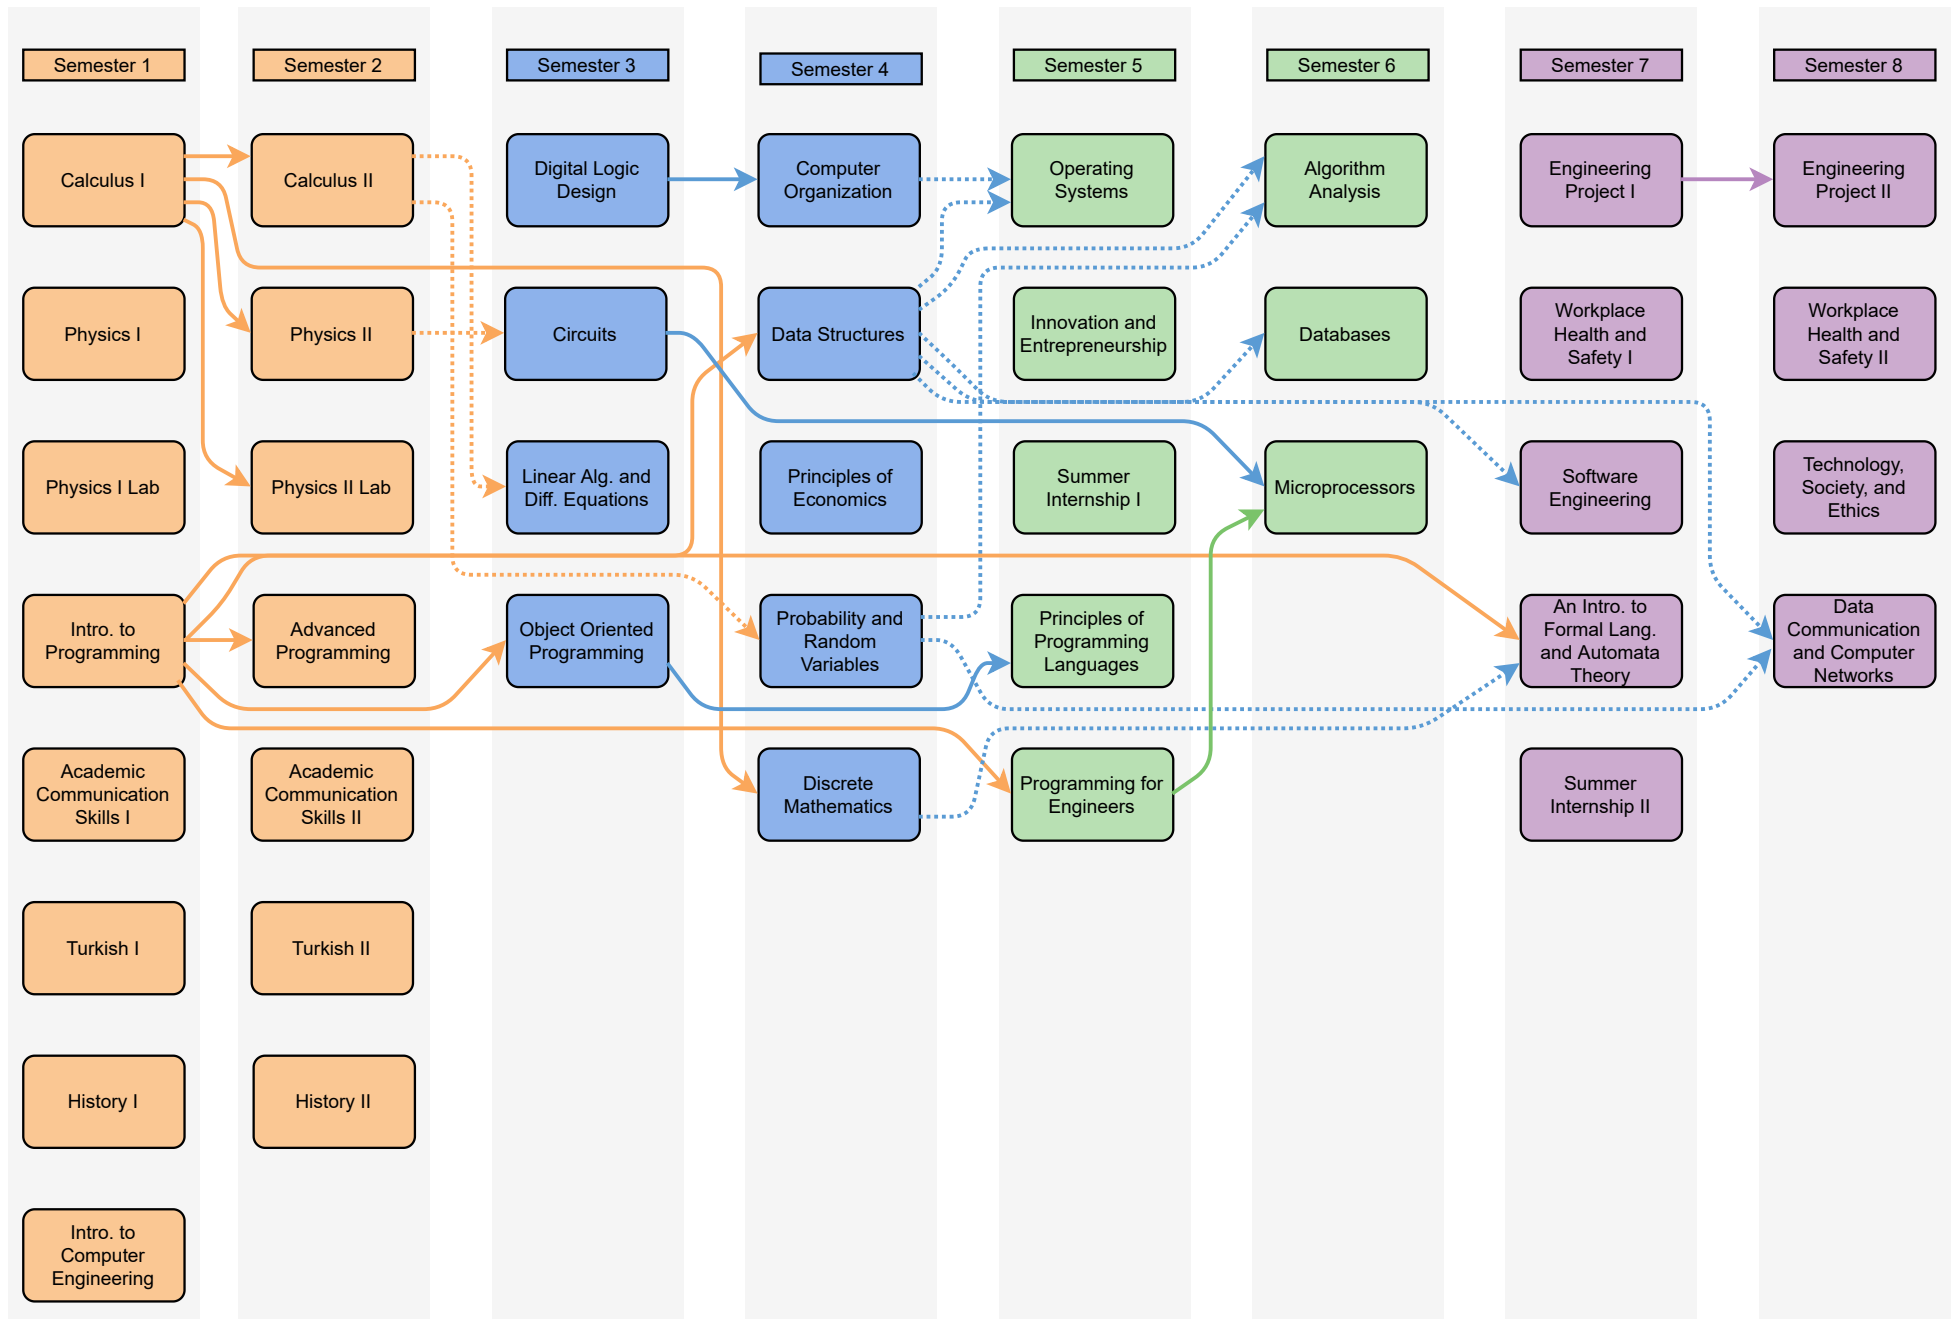 Semester 1
Semester 2
Semester 3
Semester 4
Semester 5
Semester 6
Semester 7
Semester 8
Calculus I
Calculus II
Digital Logic
Design
Computer
Organization
Operating
Systems
Algorithm
Analysis
Engineering
Project I
Engineering
Project II
Physics I
Physics II
Circuits
Data Structures
Innovation and
Entrepreneurship
Databases
Workplace
Health and
Safety I
Workplace
Health and
Safety II
Physics I Lab
Physics II Lab
Linear Alg. and
Diff. Equations
Principles of
Economics
Summer
Internship I
Microprocessors
Software
Engineering
Technology,
Society, and
Ethics
Intro. to
Programming
Advanced
Programming
Object Oriented
Programming
Probability and
Random
Variables
Principles of
Programming
Languages
An Intro. to
Formal Lang.
and Automata
Theory
Data
Communication
and Computer
Networks
Academic
Communication
Skills I
Academic
Communication
Skills II
Discrete
Mathematics
Programming for
Engineers
Summer
Internship II
Turkish I
Turkish II
History I
History II
Intro. to
Computer
Engineering